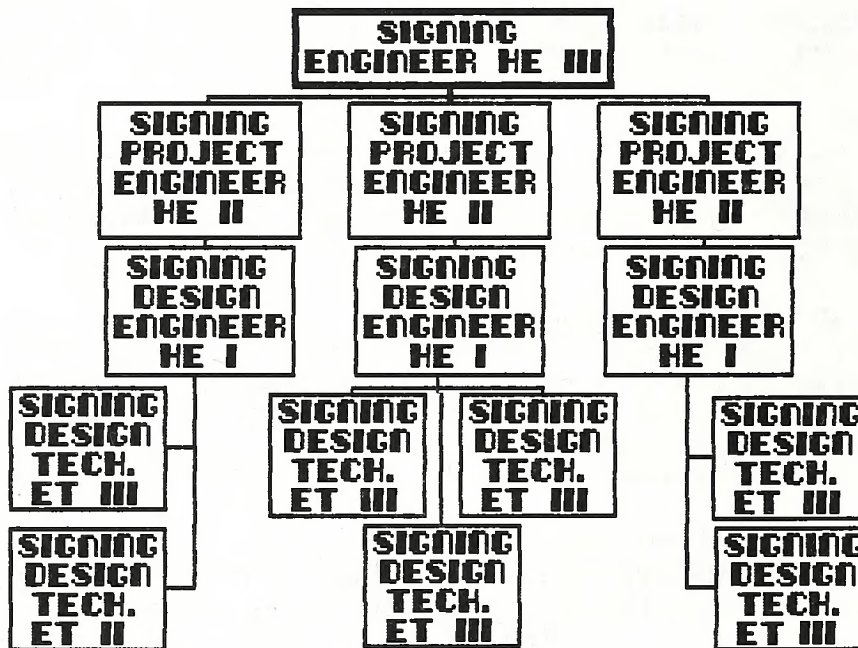 SIGNING
ENGINEER HE III
SIGNING
PROJECT
ENGINEER
HE II
SIGNING
PROJECT
ENGINEER
HE II
SIGNING
PROJECT
ENGINEER
HE II
SIGNING
DESIGN
ENGINEER
HE I
SIGNING
DESIGN
ENGINEER
HE I
SIGNING
DESIGN
ENGINEER
HE I
SIGNING
DESIGN
TECH.
ET III
SIGNING
DESIGN
TECH.
ET III
SIGNING
DESIGN
TECH.
ET III
SIGNING
DESIGN
TECH.
ET III
SIGNING
DESIGN
TECH.
ET II
SIGNING
DESIGN
TECH.
ET III
SIGNING
DESIGN
TECH.
ET III